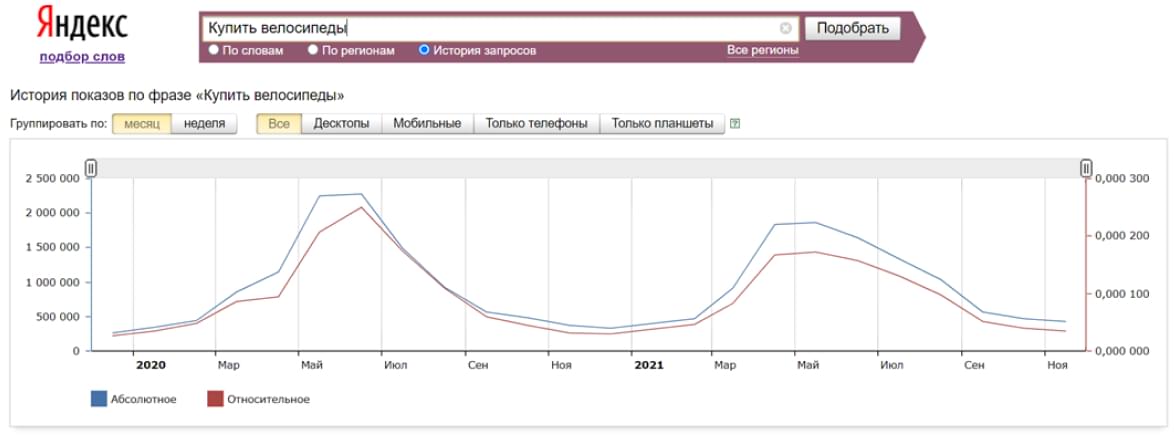 Яндекс
подбор слов
Купить велосипеды
Подобрать
По словам По регионам История запросов Все регионы
История показов по фразе «Купить велосипеды»
Группировать по: месяц неделя Все Десктопы Мобильные Только телефоны Только планшеты ?
2 500 000 0,000 300
2 000 000
0,000 200
1 500 000
1 000 000
0,000 100
500 000
0 0,000 000
2020 Мар Май Июл Сен Ноя 2021 Мар Май Июл Сен Ноя
Абсолютное Относительное